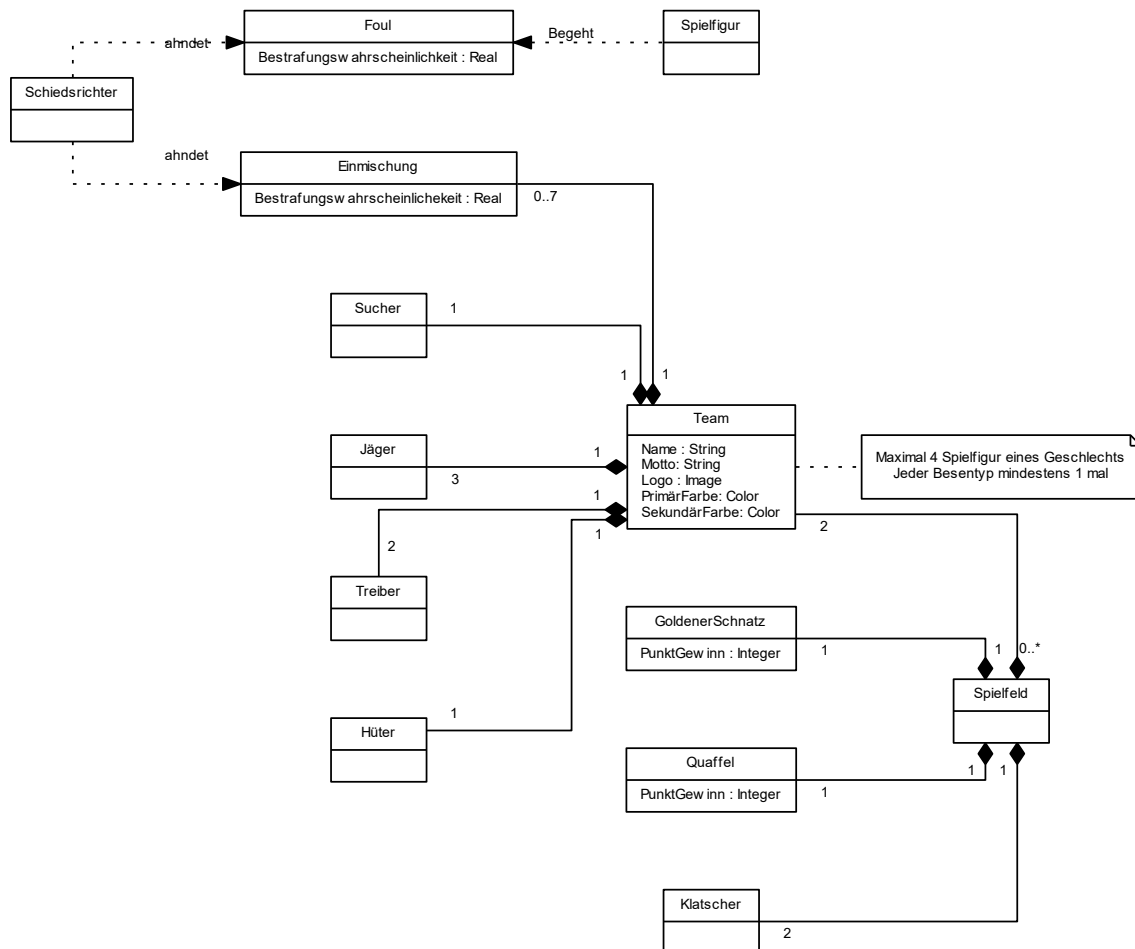 Foul
Bestrafungsw ahrscheinlichkeit : Real
Begeht
Spielfigur
ahndet
Schiedsrichter
ahndet
Einmischung
Bestrafungsw ahrscheinlichekeit : Real
0..7
Sucher
1
1
1
Team
Name : String
Motto: String
Logo : Image
PrimärFarbe: Color
SekundärFarbe: Color
Maximal 4 Spielfigur eines Geschlechts
Jeder Besentyp mindestens 1 mal
Jäger
1
3
1
1
2
2
Treiber
GoldenerSchnatz
PunktGew inn : Integer
1
1
0..*
Spielfeld
Hüter
1
Quaffel
PunktGew inn : Integer
1
1
1
Klatscher
2